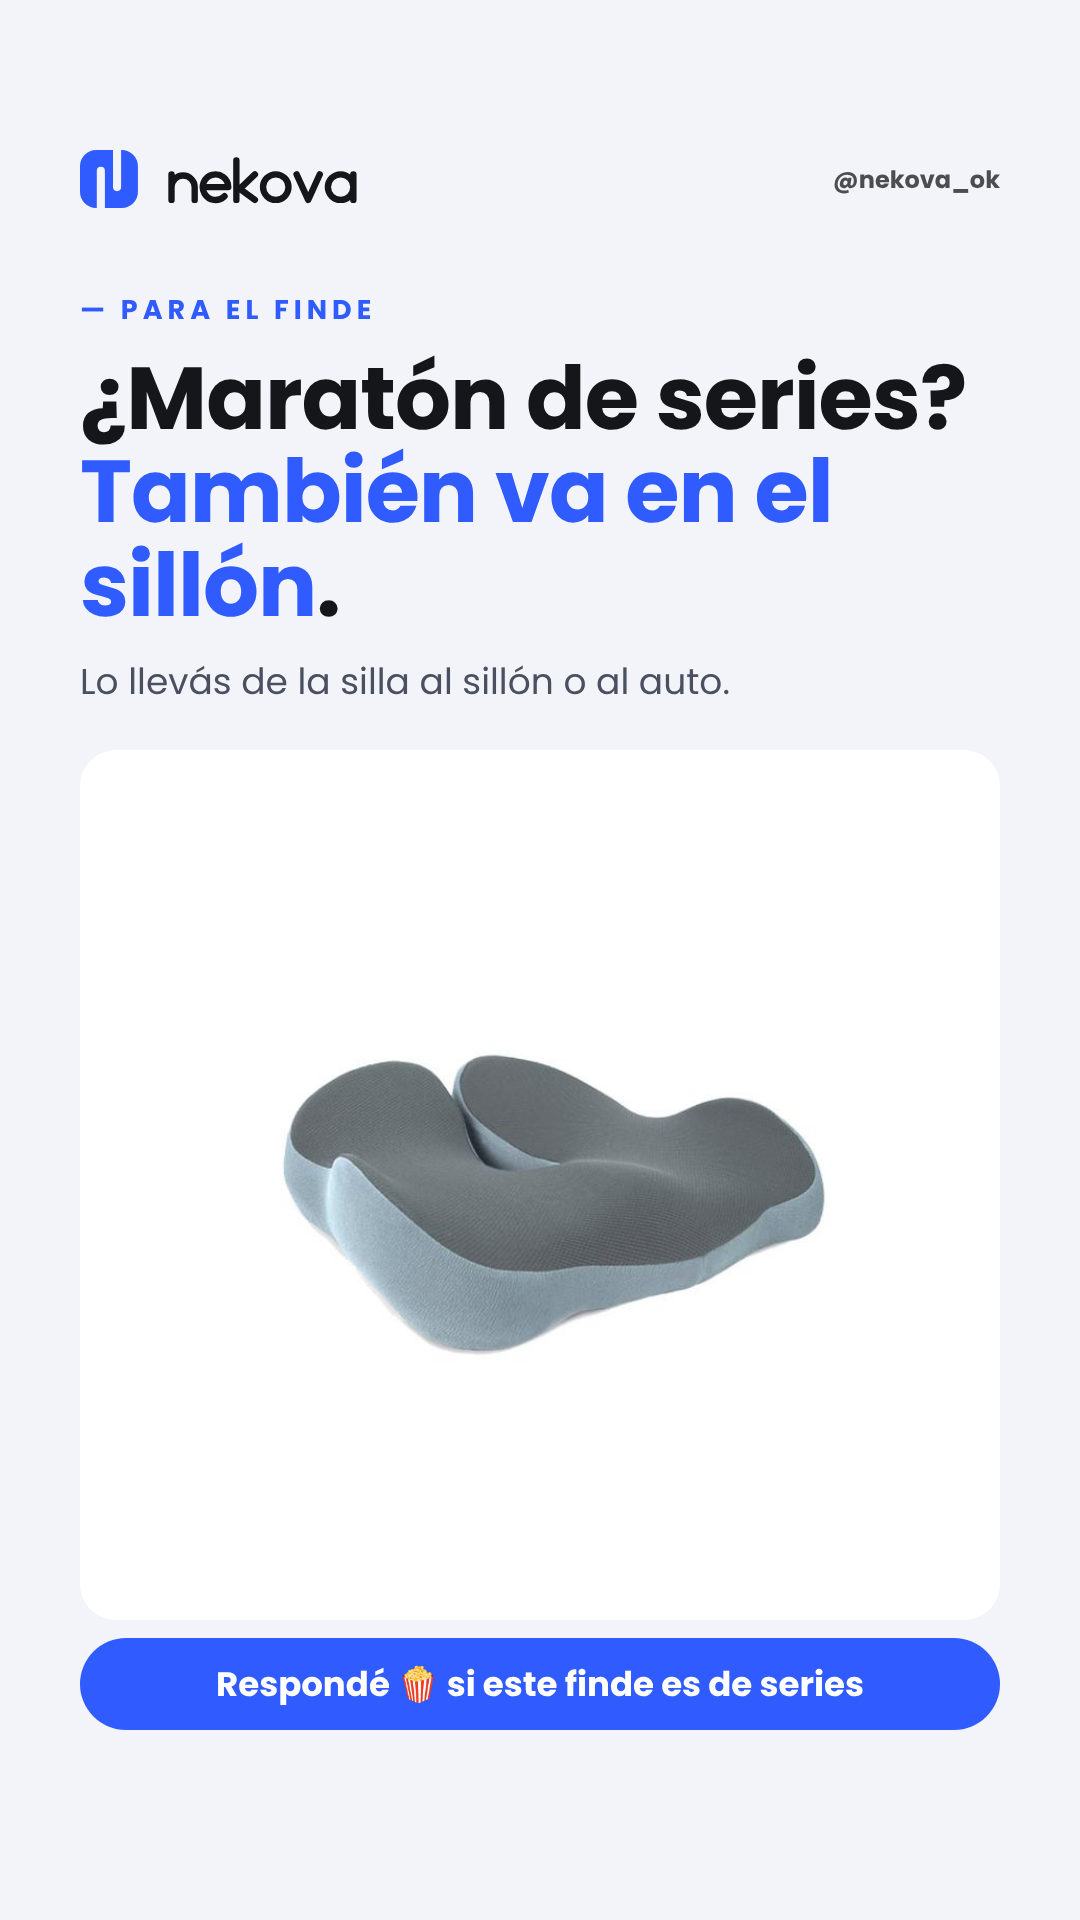 nekova
@nekova_ok
— PARA EL FINDE
¿Maratón de series?
También va en el
sillón.
Lo llevás de la silla al sillón o al auto.
Respondé 🍿 si este finde es de series